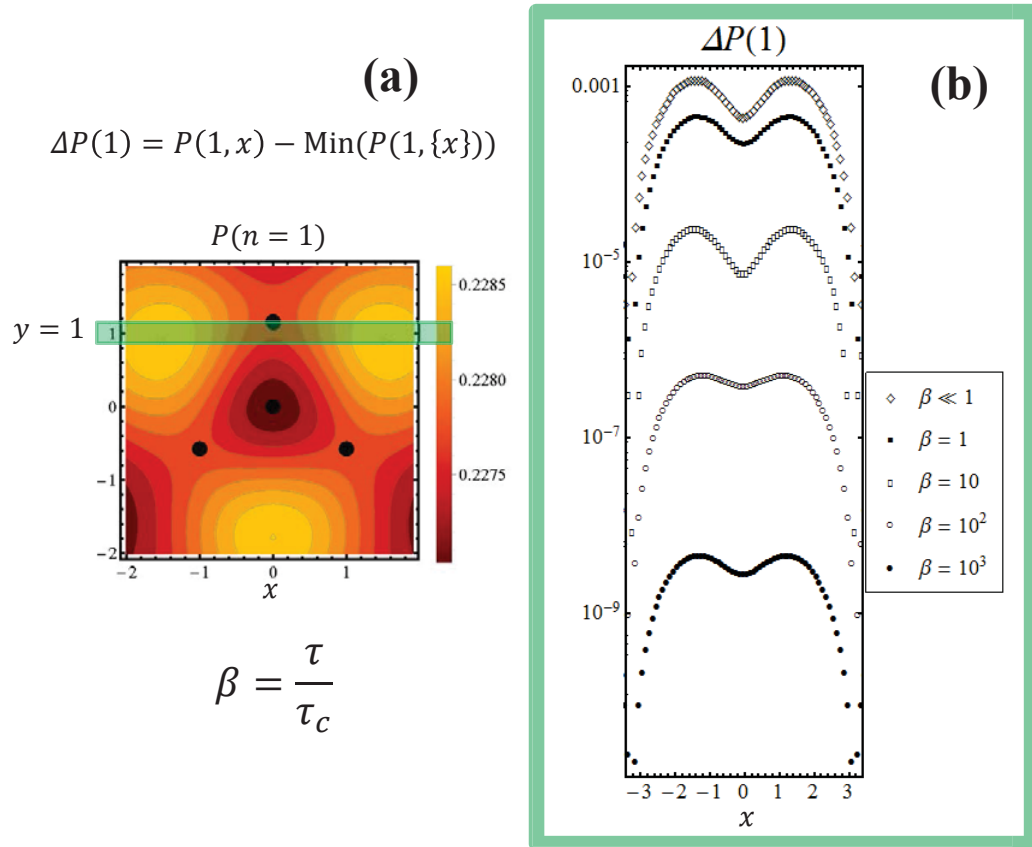 (a)
ΔP(1) = P(1, x) − Min(P(1, {x}))
P(n = 1)
y = 1
1
0
−1
−2
−2
−1
0
1
x
0.2285
0.2280
0.2275
β = τ/τ_c
ΔP(1)
(b)
0.001
10⁻⁵
10⁻⁷
10⁻⁹
−3
−2
−1
0
1
2
3
x
β ≪ 1
β = 1
β = 10
β = 10²
β = 10³